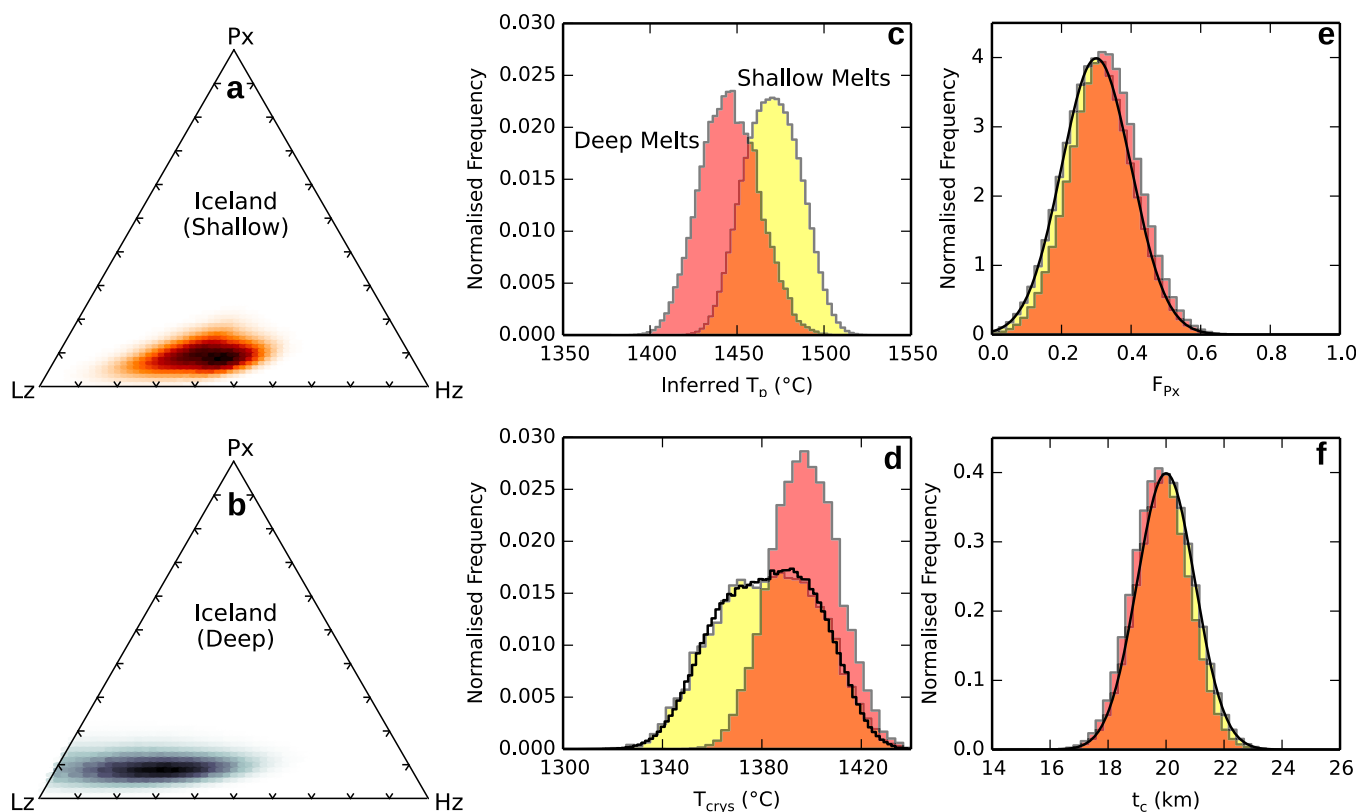 Px
a
Iceland
(Shallow)
Lz
Hz
Px
b
Iceland
(Deep)
Lz
Hz
c
Normalised Frequency
0.030
0.025
0.020
0.015
0.010
0.005
0.000
Shallow Melts
Deep Melts
1350 1400 1450 1500 1550
Inferred T_p (°C)
d
Normalised Frequency
0.030
0.025
0.020
0.015
0.010
0.005
0.000
1300 1340 1380 1420
T_crys (°C)
e
Normalised Frequency
4
3
2
1
0
0.0 0.2 0.4 0.6 0.8 1.0
F_Px
f
Normalised Frequency
0.4
0.3
0.2
0.1
0.0
14 16 18 20 22 24 26
t_c (km)